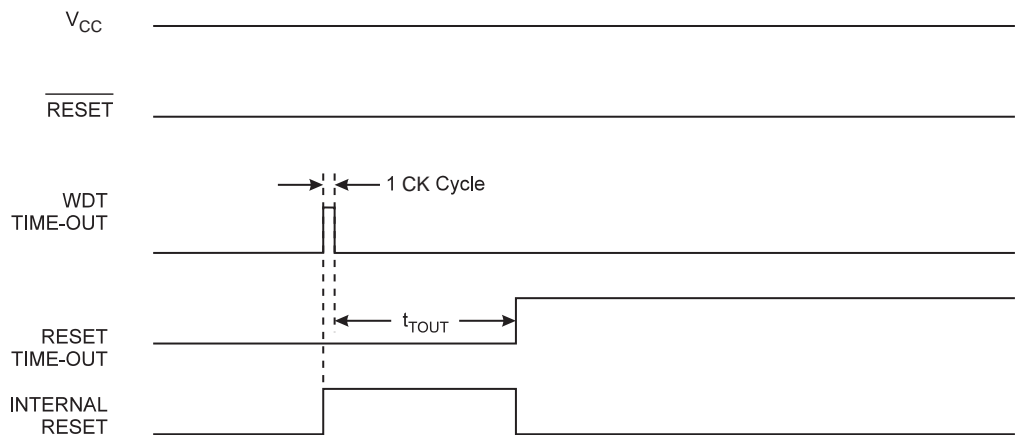 VCC
RESET
1 CK Cycle
WDT
TIME-OUT
tTOUT
RESET
TIME-OUT
INTERNAL
RESET